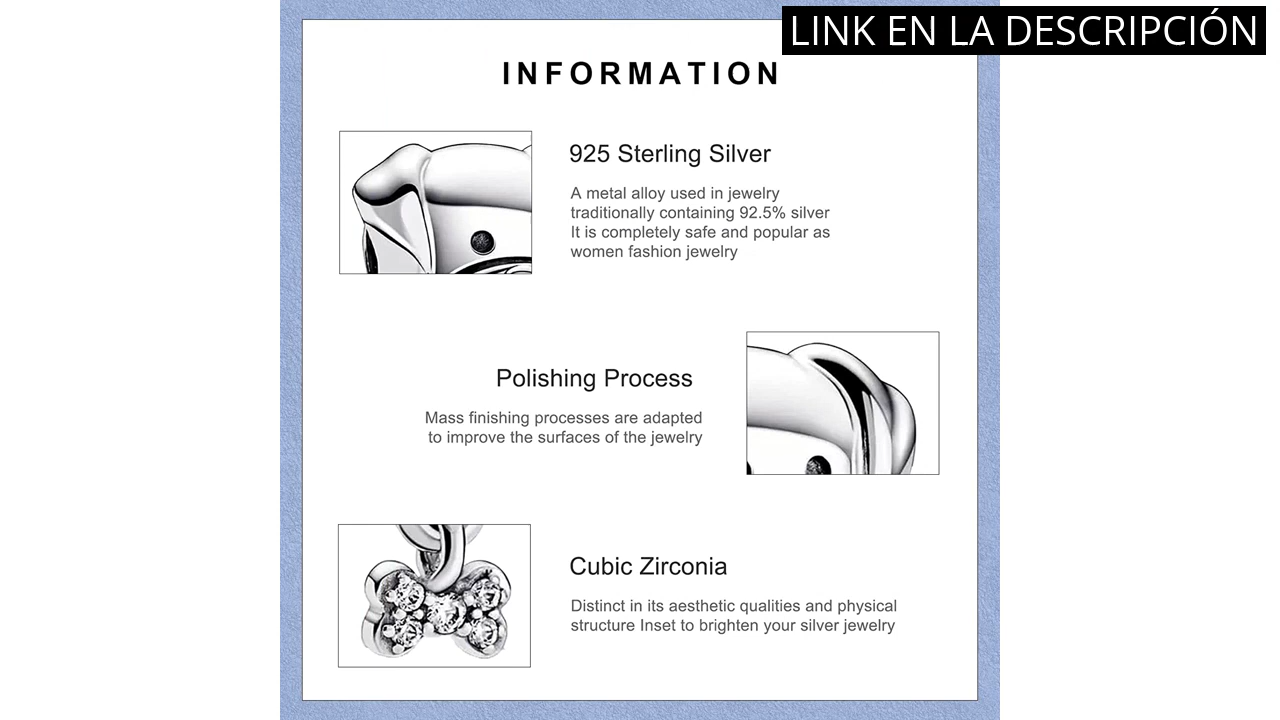 LINK EN LA DESCRIPCIÓN
INFORMATION
925 Sterling Silver
A metal alloy used in jewelry
traditionally containing 92.5% silver
It is completely safe and popular as
women fashion jewelry
Polishing Process
Mass finishing processes are adapted
to improve the surfaces of the jewelry
Cubic Zirconia
Distinct in its aesthetic qualities and physical
structure Inset to brighten your silver jewelry